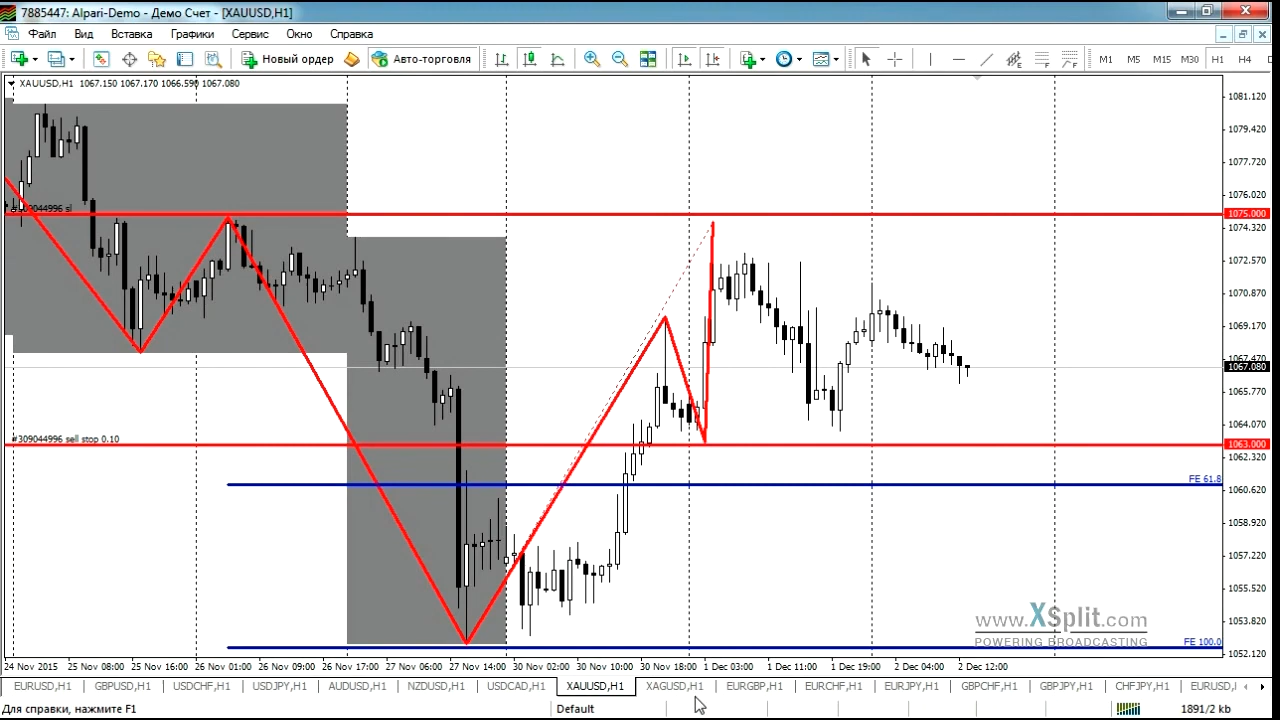 7885447: Alpari-Demo - Демо Счет - [XAUUSD,H1]
Файл Вид Вставка Графики Сервис Окно Справка
Новый ордер Авто-торговля M1 M5 M15 M30 H1 H4
XAUUSD,H1 1067.150 1067.170 1066.590 1067.080
1081.120
1079.420
1077.720
1076.020
#309044996 sl
1075.000
1074.320
1072.570
1070.870
1069.170
1067.470
1067.080
1065.770
1064.070
#309044996 sell stop 0.10
1063.000
1062.320
FE 61.8
1060.620
1058.920
1057.220
1055.520
1053.820
www.XSplit.com
POWERING BROADCASTING
FE 100.0
1052.120
24 Nov 2015 25 Nov 08:00 25 Nov 16:00 26 Nov 01:00 26 Nov 09:00 26 Nov 17:00 27 Nov 06:00 27 Nov 14:00 30 Nov 02:00 30 Nov 10:00 30 Nov 18:00 1 Dec 03:00 1 Dec 11:00 1 Dec 19:00 2 Dec 04:00 2 Dec 12:00
EURUSD,H1 GBPUSD,H1 USDCHF,H1 USDJPY,H1 AUDUSD,H1 NZDUSD,H1 USDCAD,H1 XAUUSD,H1 XAGUSD,H1 EURGBP,H1 EURCHF,H1 EURJPY,H1 GBPCHF,H1 GBPJPY,H1 CHFJPY,H1 EURUSD,I
Для справки, нажмите F1 Default 1891/2 kb